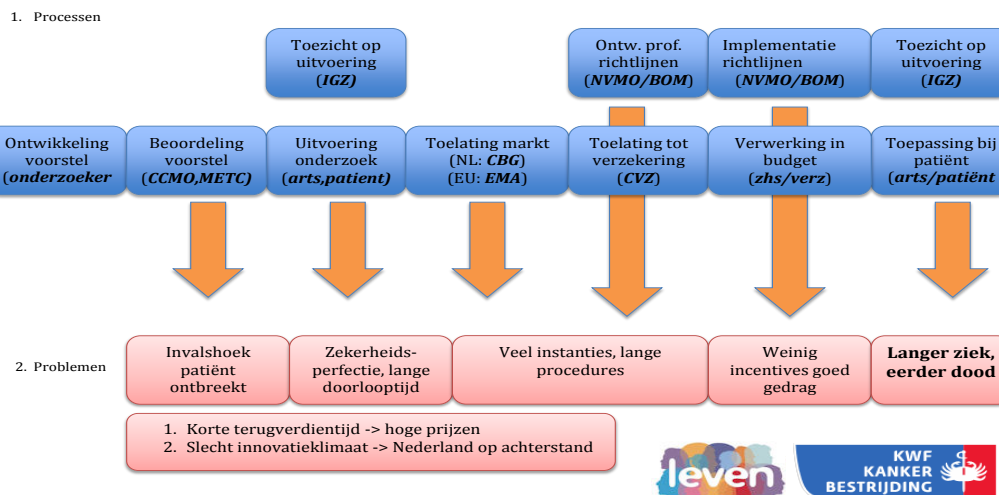 1. Processen
Toezicht op
uitvoering
(IGZ)
Ontw. prof.
richtlijnen
(NVMO/BOM)
Implementatie
richtlijnen
(NVMO/BOM)
Toezicht op
uitvoering
(IGZ)
Ontwikkeling
voorstel
(onderzoeker
Beoordeling
voorstel
(CCMO,METC)
Uitvoering
onderzoek
(arts,patient)
Toelating markt
(NL: CBG)
(EU: EMA)
Toelating tot
verzekering
(CVZ)
Verwerking in
budget
(zhs/verz)
Toepassing bij
patiënt
(arts/patiënt
2. Problemen
Invalshoek
patiënt
ontbreekt
Zekerheids-
perfectie, lange
doorlooptijd
Veel instanties, lange
procedures
Weinig
incentives goed
gedrag
Langer ziek,
eerder dood
1. Korte terugverdientijd -> hoge prijzen
2. Slecht innovatieklimaat -> Nederland op achterstand
leven
KWF
KANKER
BESTRIJDING